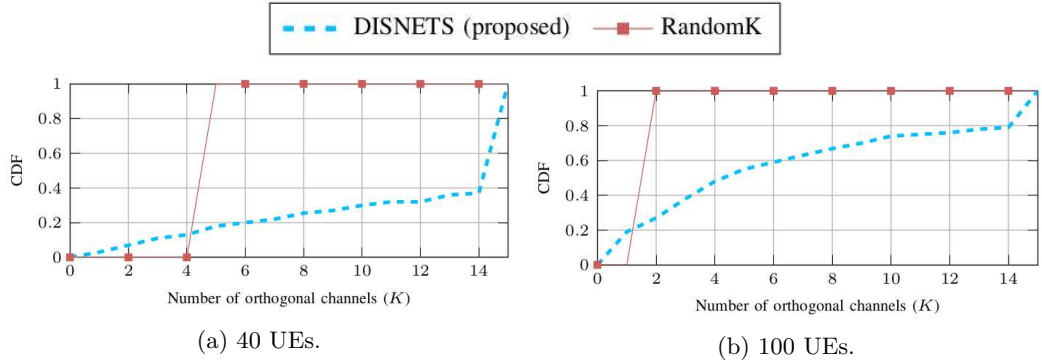 DISNETS (proposed) RandomK
1
0.8
0.6
0.4
0.2
0
CDF
0 2 4 6 8 10 12 14
Number of orthogonal channels (K)
(a) 40 UEs.
1
0.8
0.6
0.4
0.2
0
CDF
0 2 4 6 8 10 12 14
Number of orthogonal channels (K)
(b) 100 UEs.